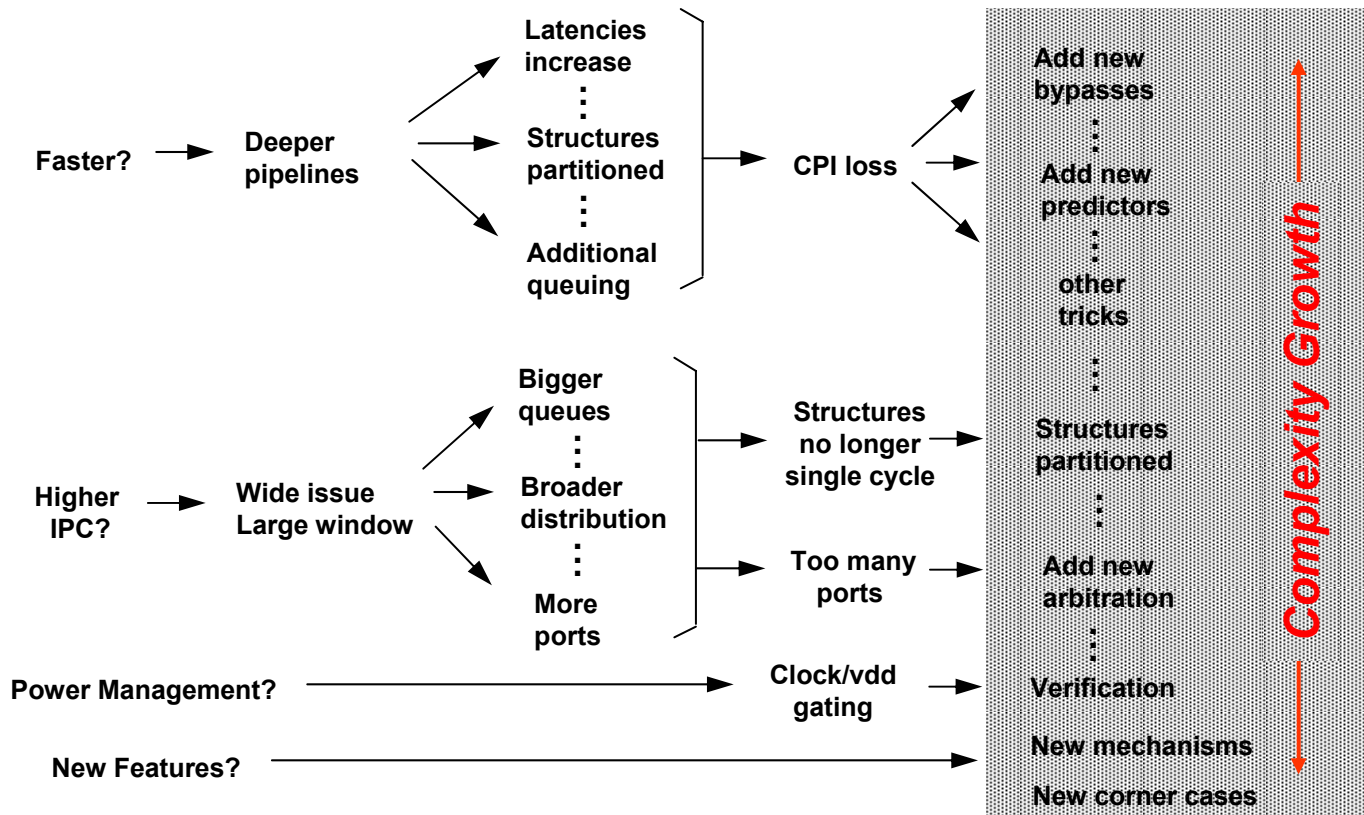 Faster?
Deeper
pipelines
Latencies
increase
Structures
partitioned
Additional
queuing
CPI loss
Add new
bypasses
Add new
predictors
other
tricks
Higher
IPC?
Wide issue
Large window
Bigger
queues
Broader
distribution
More
ports
Structures
no longer
single cycle
Too many
ports
Structures
partitioned
Add new
arbitration
Power Management?
Clock/vdd
gating
Verification
New Features?
New mechanisms
New corner cases
Complexity Growth